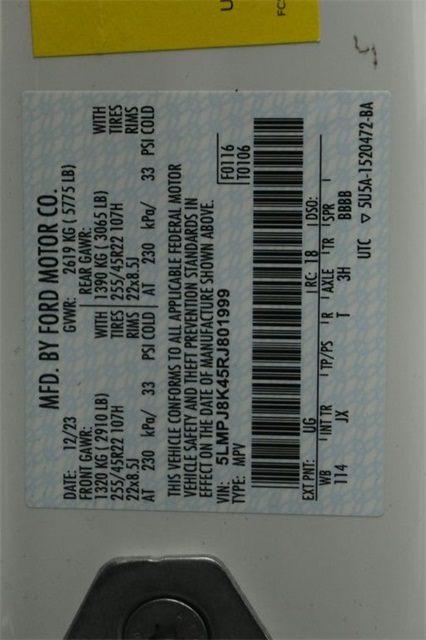 MFD. BY FORD MOTOR CO.
DATE: 12/23 GVWR: 2619 KG ( 5775 LB)
FRONT GAWR: REAR GAWR:
1320 KG ( 2910 LB) WITH 1390 KG ( 3065 LB) WITH
255/45R22 107H TIRES 255/45R22 107H TIRES
22x8.5J RIMS 22x8.5J RIMS
AT 230 kPa/ 33 PSI COLD AT 230 kPa/ 33 PSI COLD
THIS VEHICLE CONFORMS TO ALL APPLICABLE FEDERAL MOTOR
VEHICLE SAFETY AND THEFT PREVENTION STANDARDS IN
EFFECT ON THE DATE OF MANUFACTURE SHOWN ABOVE.
VIN: 5LMPJ8K45RJ801999 F0116
TYPE: MPV T0106
EXT PNT: UG RC: 18 DSO:
WB INT TR TP/PS R AXLE TR SPR
114 JX T 3H BBBB
UTC ▽ 5U5A-1520472-BA